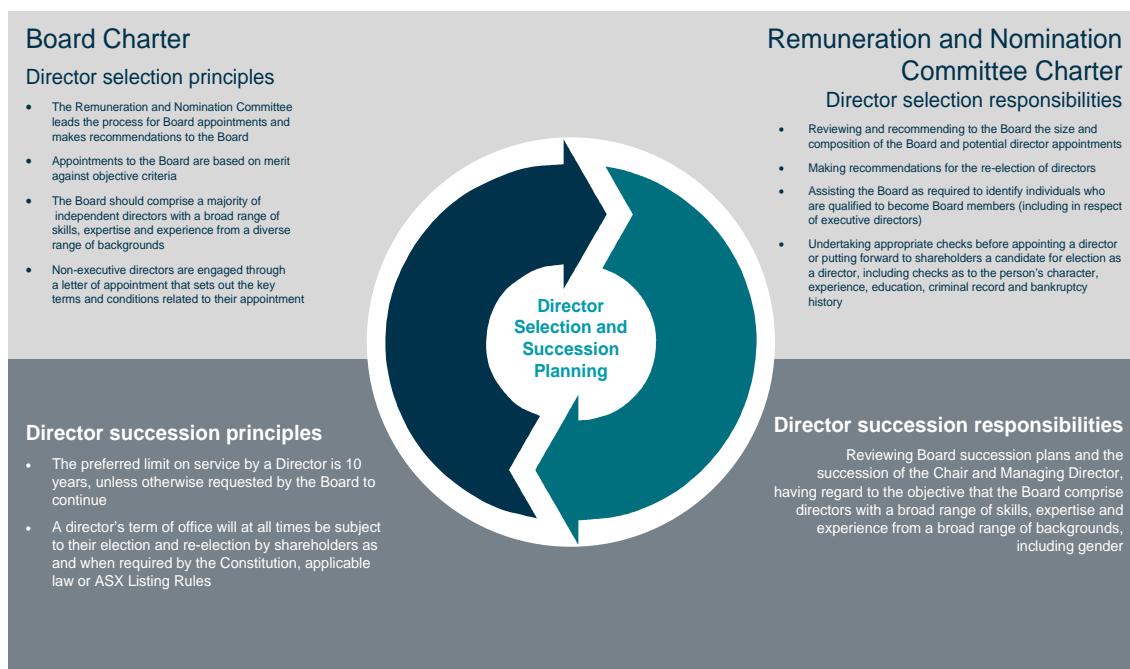 Board Charter
Director selection principles
• The Remuneration and Nomination Committee
leads the process for Board appointments and
makes recommendations to the Board
• Appointments to the Board are based on merit
against objective criteria
• The Board should comprise a majority of
independent directors with a broad range of
skills, expertise and experience from a diverse
range of backgrounds
• Non-executive directors are engaged through
a letter of appointment that sets out the key
terms and conditions related to their appointment
Remuneration and Nomination
Committee Charter
Director selection responsibilities
• Reviewing and recommending to the Board the size and
composition of the Board and potential director appointments
• Making recommendations for the re-election of directors
• Assisting the Board as required to identify individuals who
are qualified to become Board members (including in respect
of executive directors)
• Undertaking appropriate checks before appointing a director
or putting forward to shareholders a candidate for election as
a director, including checks as to the person's character,
experience, education, criminal record and bankruptcy
history
Director
Selection and
Succession
Planning
Director succession principles
• The preferred limit on service by a Director is 10
years, unless otherwise requested by the Board to
continue
• A director's term of office will at all times be subject
to their election and re-election by shareholders as
and when required by the Constitution, applicable
law or ASX Listing Rules
Director succession responsibilities
Reviewing Board succession plans and the
succession of the Chair and Managing Director,
having regard to the objective that the Board comprise
directors with a broad range of skills, expertise and
experience from a broad range of backgrounds,
including gender